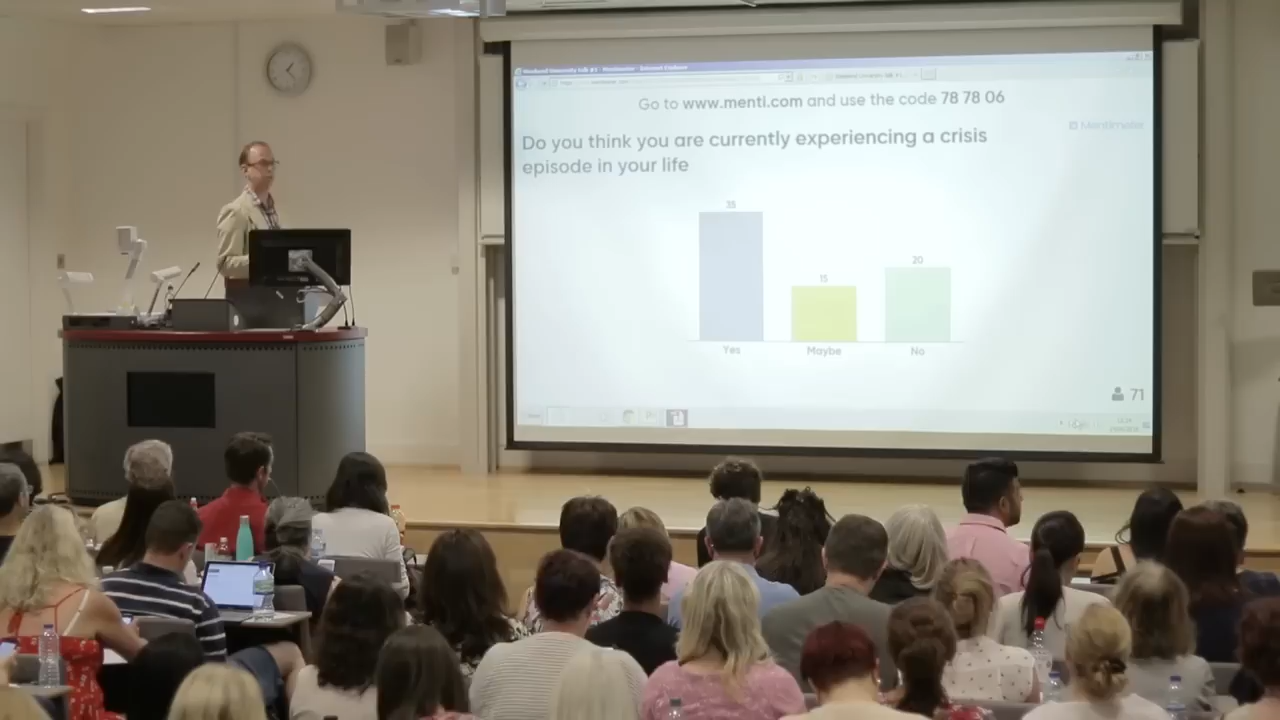 Go to www.menti.com and use the code 78 78 06
Mentimeter
Do you think you are currently experiencing a crisis
episode in your life
35
15
20
Yes
Maybe
No
71